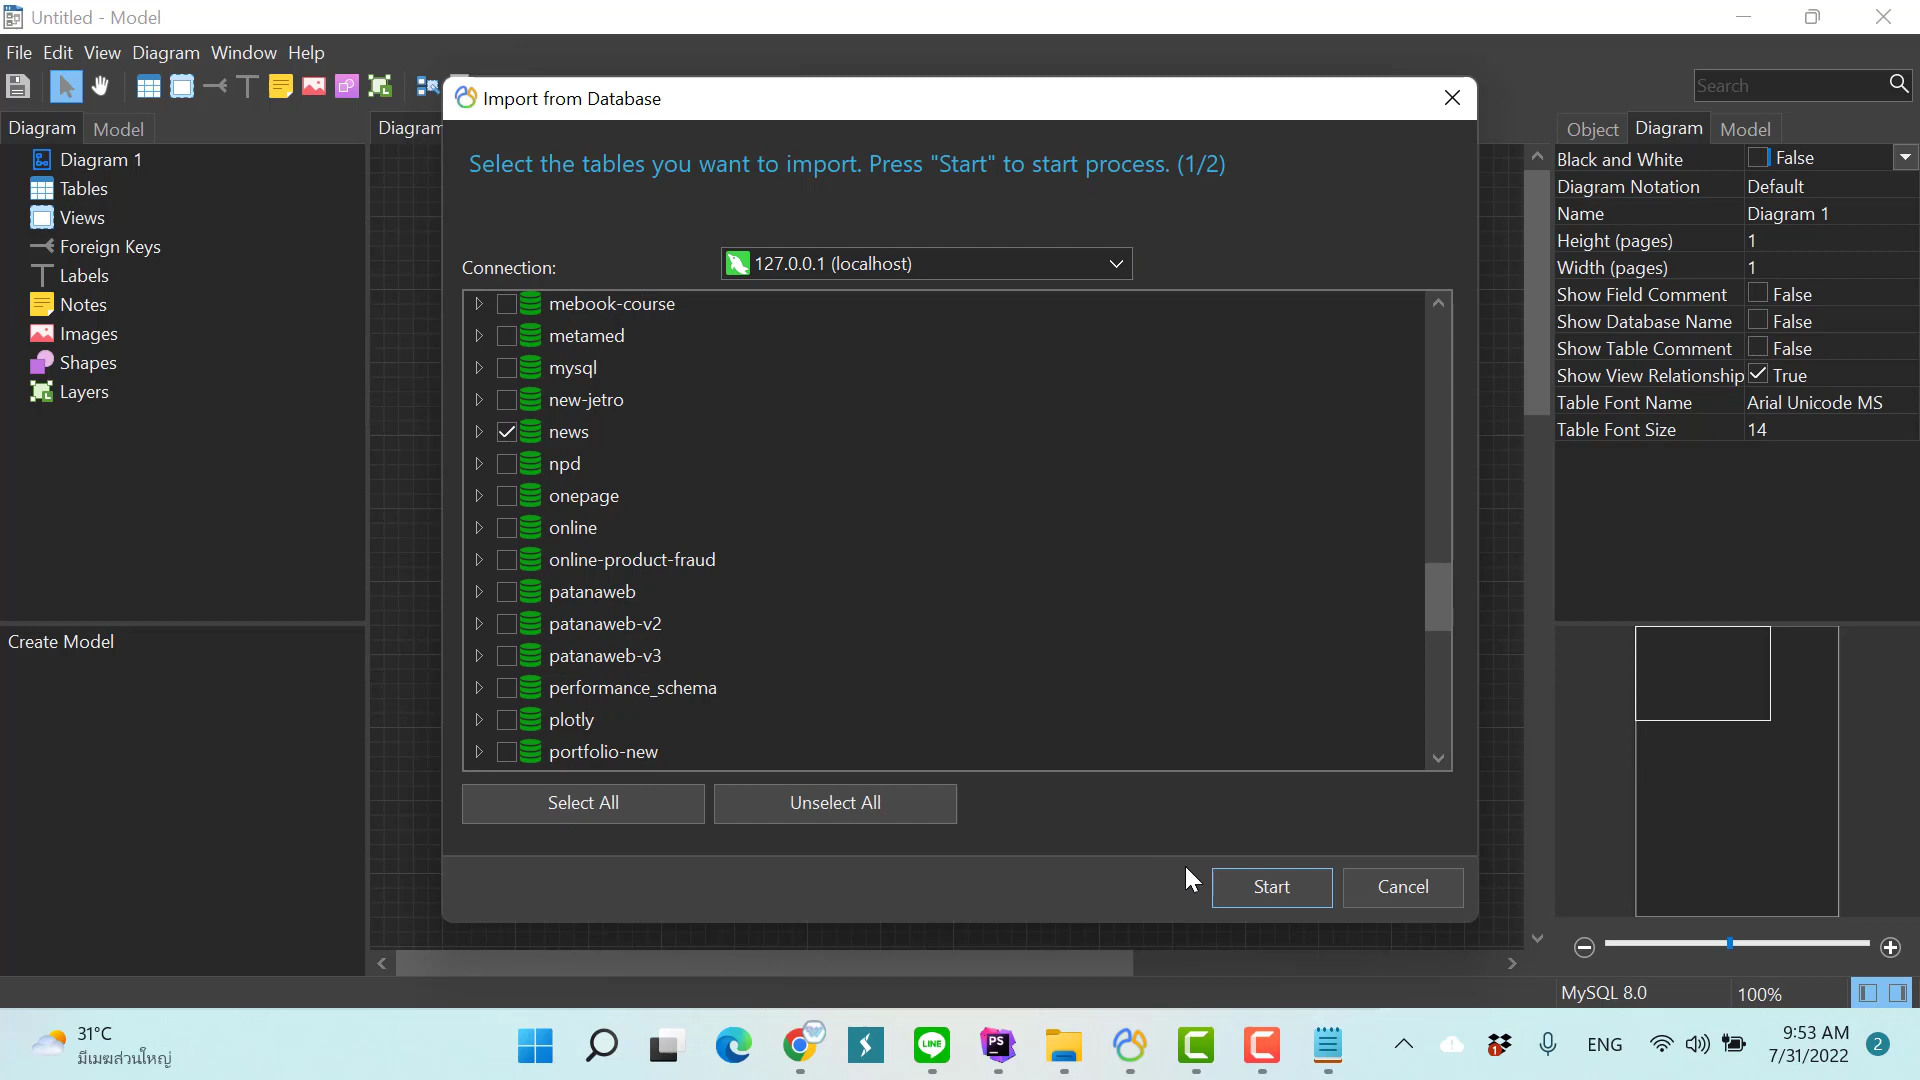 Untitled - Model
File Edit View Diagram Window Help
Search
Diagram Model
Diagram 1
Tables
Views
Foreign Keys
Labels
Notes
Images
Shapes
Layers
Create Model
Diagram
Import from Database
Select the tables you want to import. Press "Start" to start process. (1/2)
Connection:
127.0.0.1 (localhost)
mebook-course
metamed
mysql
new-jetro
news
npd
onepage
online
online-product-fraud
patanaweb
patanaweb-v2
patanaweb-v3
performance_schema
plotly
portfolio-new
Select All Unselect All
Start Cancel
Object Diagram Model
Black and White False
Diagram Notation Default
Name Diagram 1
Height (pages) 1
Width (pages) 1
Show Field Comment False
Show Database Name False
Show Table Comment False
Show View Relationship True
Table Font Name Arial Unicode MS
Table Font Size 14
MySQL 8.0 100%
31°C
มีเมฆส่วนใหญ่
LINE
PS
1
ENG
9:53 AM
7/31/2022
2